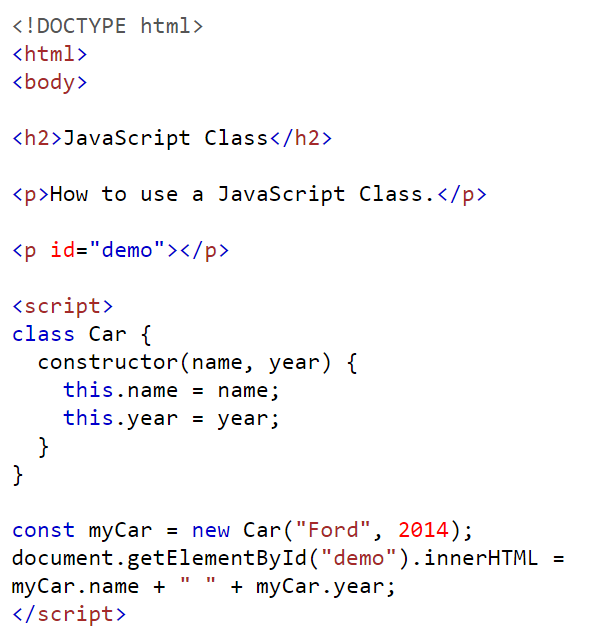 <!DOCTYPE html>
<html>
<body>
<h2>JavaScript Class</h2>
<p>How to use a JavaScript Class.</p>
<p id="demo"></p>
<script>
class Car {
  constructor(name, year) {
    this.name = name;
    this.year = year;
  }
}
const myCar = new Car("Ford", 2014);
document.getElementById("demo").innerHTML =
myCar.name + " " + myCar.year;
</script>